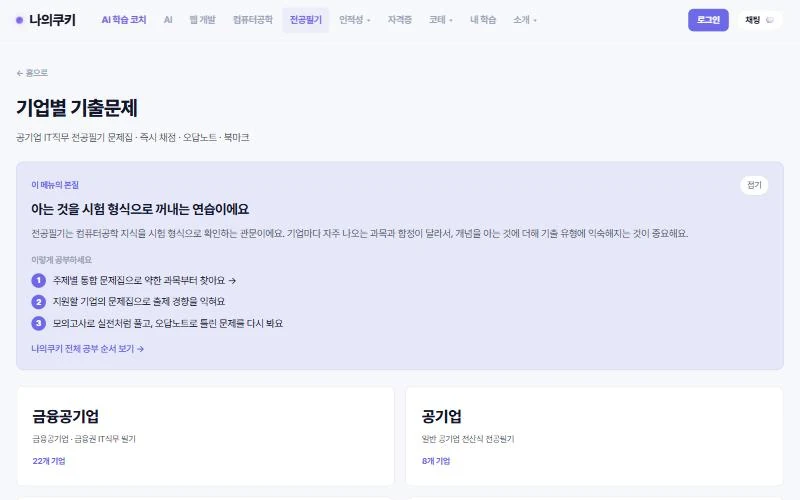 나의쿠키
AI 학습 코치
AI
웹 개발
컴퓨터공학
전공필기
인적성
자격증
코테
내 학습
소개
로그인
채팅
← 홈으로
기업별 기출문제
공기업 IT직무 전공필기 문제집 · 즉시 채점 · 오답노트 · 북마크
이 메뉴의 본질
접기
아는 것을 시험 형식으로 꺼내는 연습이에요
전공필기는 컴퓨터공학 지식을 시험 형식으로 확인하는 관문이에요. 기업마다 자주 나오는 과목과 함정이 달라서, 개념을 아는 것에 더해 기출 유형에 익숙해지는 것이 중요해요.
이렇게 공부하세요
1 주제별 통합 문제집으로 약한 과목부터 찾아요 →
2 지원할 기업의 문제집으로 출제 경향을 익혀요
3 모의고사로 실전처럼 풀고, 오답노트로 틀린 문제를 다시 봐요
나의쿠키 전체 공부 순서 보기 →
금융공기업
금융공기업 · 금융권 IT직무 필기
22개 기업
공기업
일반 공기업 전산직 전공필기
8개 기업